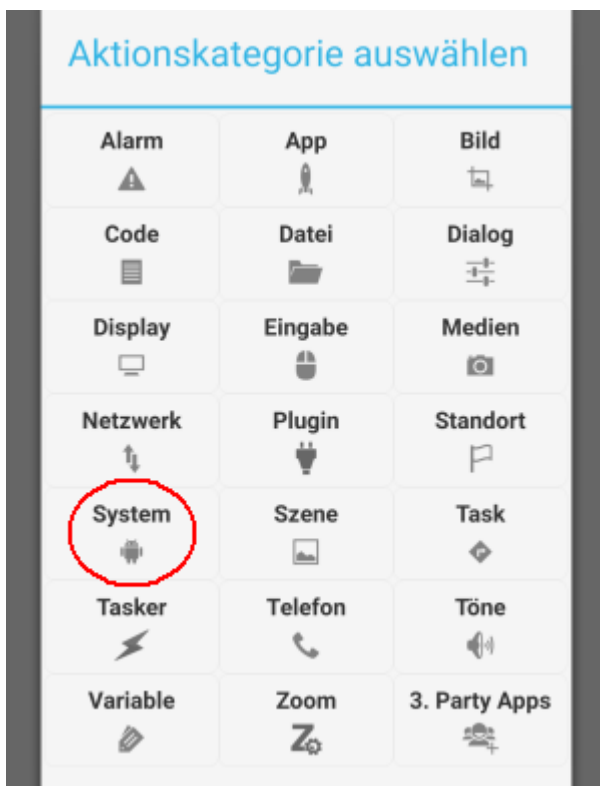 Aktionskategorie auswählen
Alarm App Bild
Code Datei Dialog
Display Eingabe Medien
Netzwerk Plugin Standort
System Szene Task
Tasker Telefon Töne
Variable Zoom 3. Party Apps